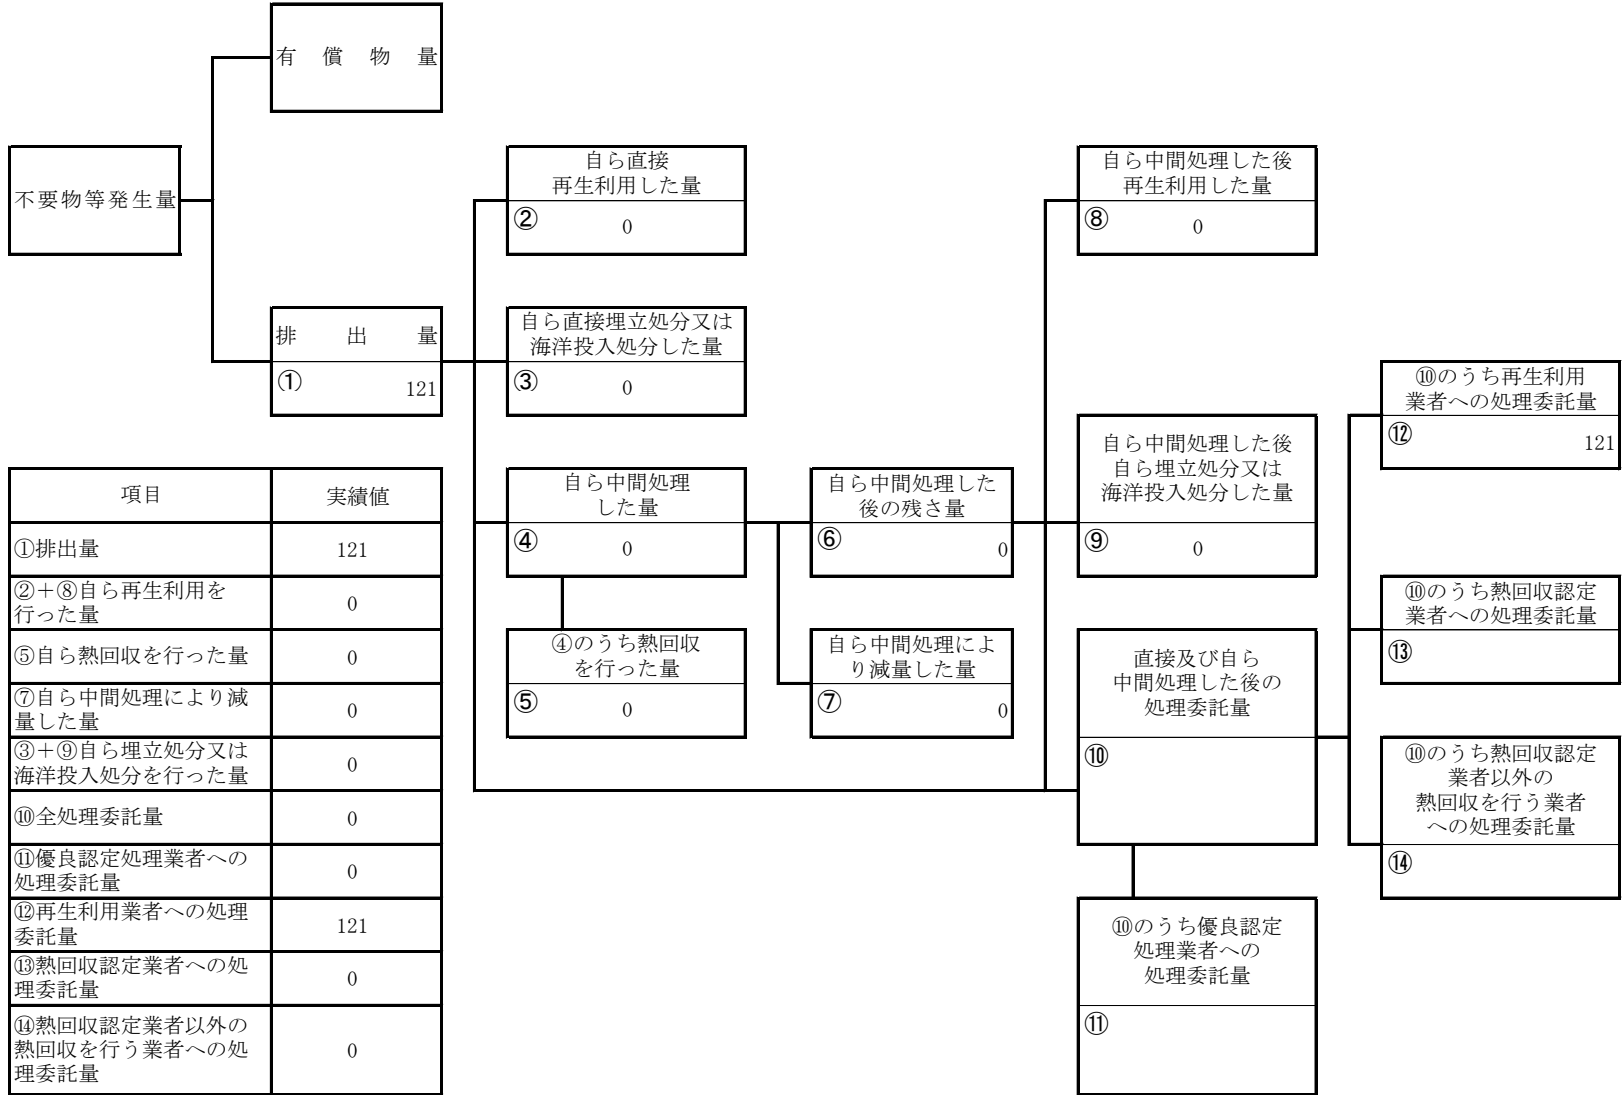 有償物量
不要物等発生量
排出量
① 121
自ら直接
再生利用した量
② 0
自ら直接埋立処分又は
海洋投入処分した量
③ 0
自ら中間処理
した量
④ 0
④のうち熱回収
を行った量
⑤ 0
自ら中間処理した
後の残さ量
⑥ 0
自ら中間処理によ
り減量した量
⑦ 0
自ら中間処理した後
再生利用した量
⑧ 0
自ら中間処理した後
自ら埋立処分又は
海洋投入処分した量
⑨ 0
直接及び自ら
中間処理した後の
処理委託量
⑩
⑩のうち優良認定
処理業者への
処理委託量
⑪
⑩のうち再生利用
業者への処理委託量
⑫ 121
⑩のうち熱回収認定
業者への処理委託量
⑬
⑩のうち熱回収認定
業者以外の
熱回収を行う業者
への処理委託量
⑭
項目 実績値
①排出量 121
②＋⑧自ら再生利用を
行った量 0
⑤自ら熱回収を行った量 0
⑦自ら中間処理により減
量した量 0
③＋⑨自ら埋立処分又は
海洋投入処分を行った量 0
⑩全処理委託量 0
⑪優良認定処理業者への
処理委託量 0
⑫再生利用業者への処理
委託量 121
⑬熱回収認定業者への処
理委託量 0
⑭熱回収認定業者以外の
熱回収を行う業者への処
理委託量 0